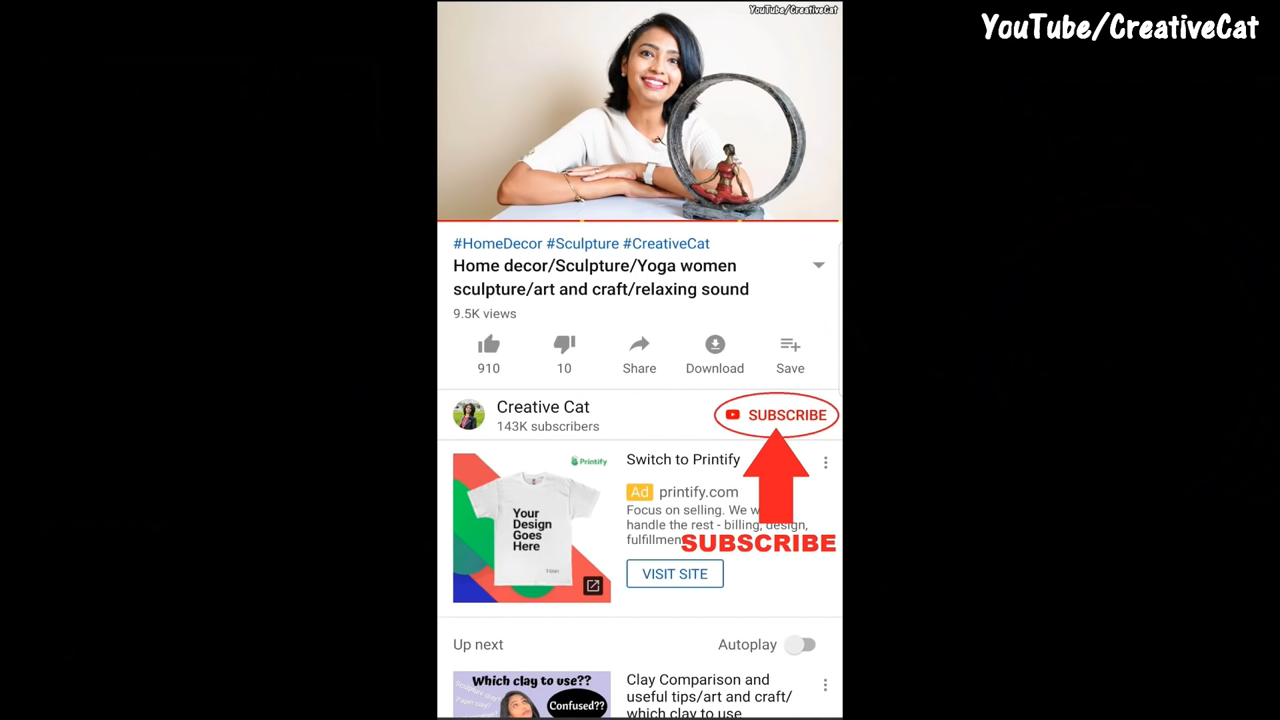 YouTube/CreativeCat
YouTube/CreativeCat
#HomeDecor #Sculpture #CreativeCat
Home decor/Sculpture/Yoga women
sculpture/art and craft/relaxing sound
9.5K views
910
10
Share
Download
Save
Creative Cat
143K subscribers
SUBSCRIBE
Printify
Your
Design
Goes
Here
Switch to Printify
Ad printify.com
Focus on selling. We
handle the rest - billing, design,
fulfillmen
SUBSCRIBE
VISIT SITE
Up next
Autoplay
Which clay to use??
Confused??
Clay Comparison and
useful tips/art and craft/
which clay to use